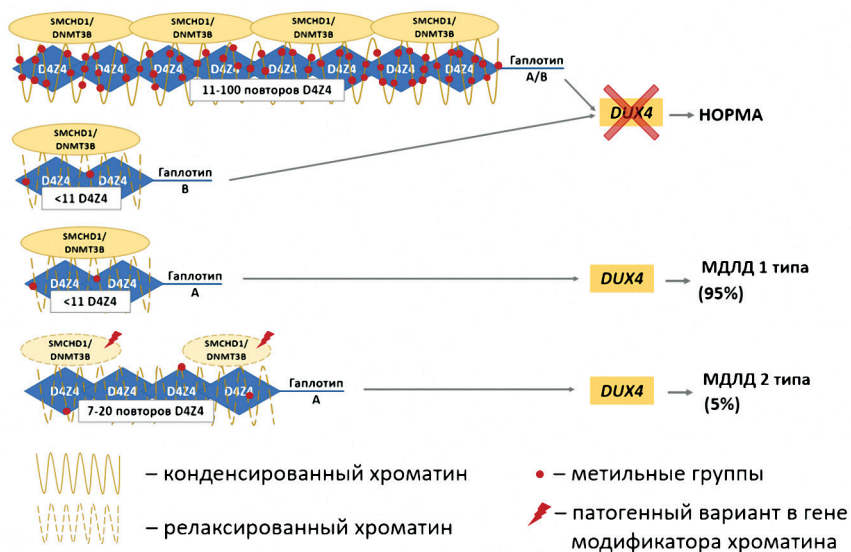 SMCHD1/ SMCHD1/ SMCHD1/ SMCHD1/
DNMT3B DNMT3B DNMT3B DNMT3B
D4Z4 D4Z4 D4Z4 D4Z4 D4Z4 D4Z4 D4Z4 D4Z4
Гаплотип
A/B
11-100 повторов D4Z4
DUX4
НОРМА
SMCHD1/
DNMT3B
D4Z4 D4Z4
Гаплотип
B
<11 D4Z4
SMCHD1/
DNMT3B
D4Z4 D4Z4
Гаплотип
A
<11 D4Z4
DUX4
МДЛД 1 типа
(95%)
SMCHD1/ SMCHD1/
DNMT3B DNMT3B
D4Z4 D4Z4 D4Z4 D4Z4
Гаплотип
A
7-20 повторов D4Z4
DUX4
МДЛД 2 типа
(5%)
– конденсированный хроматин
– метильные группы
– релаксированный хроматин
– патогенный вариант в гене
модификатора хроматина